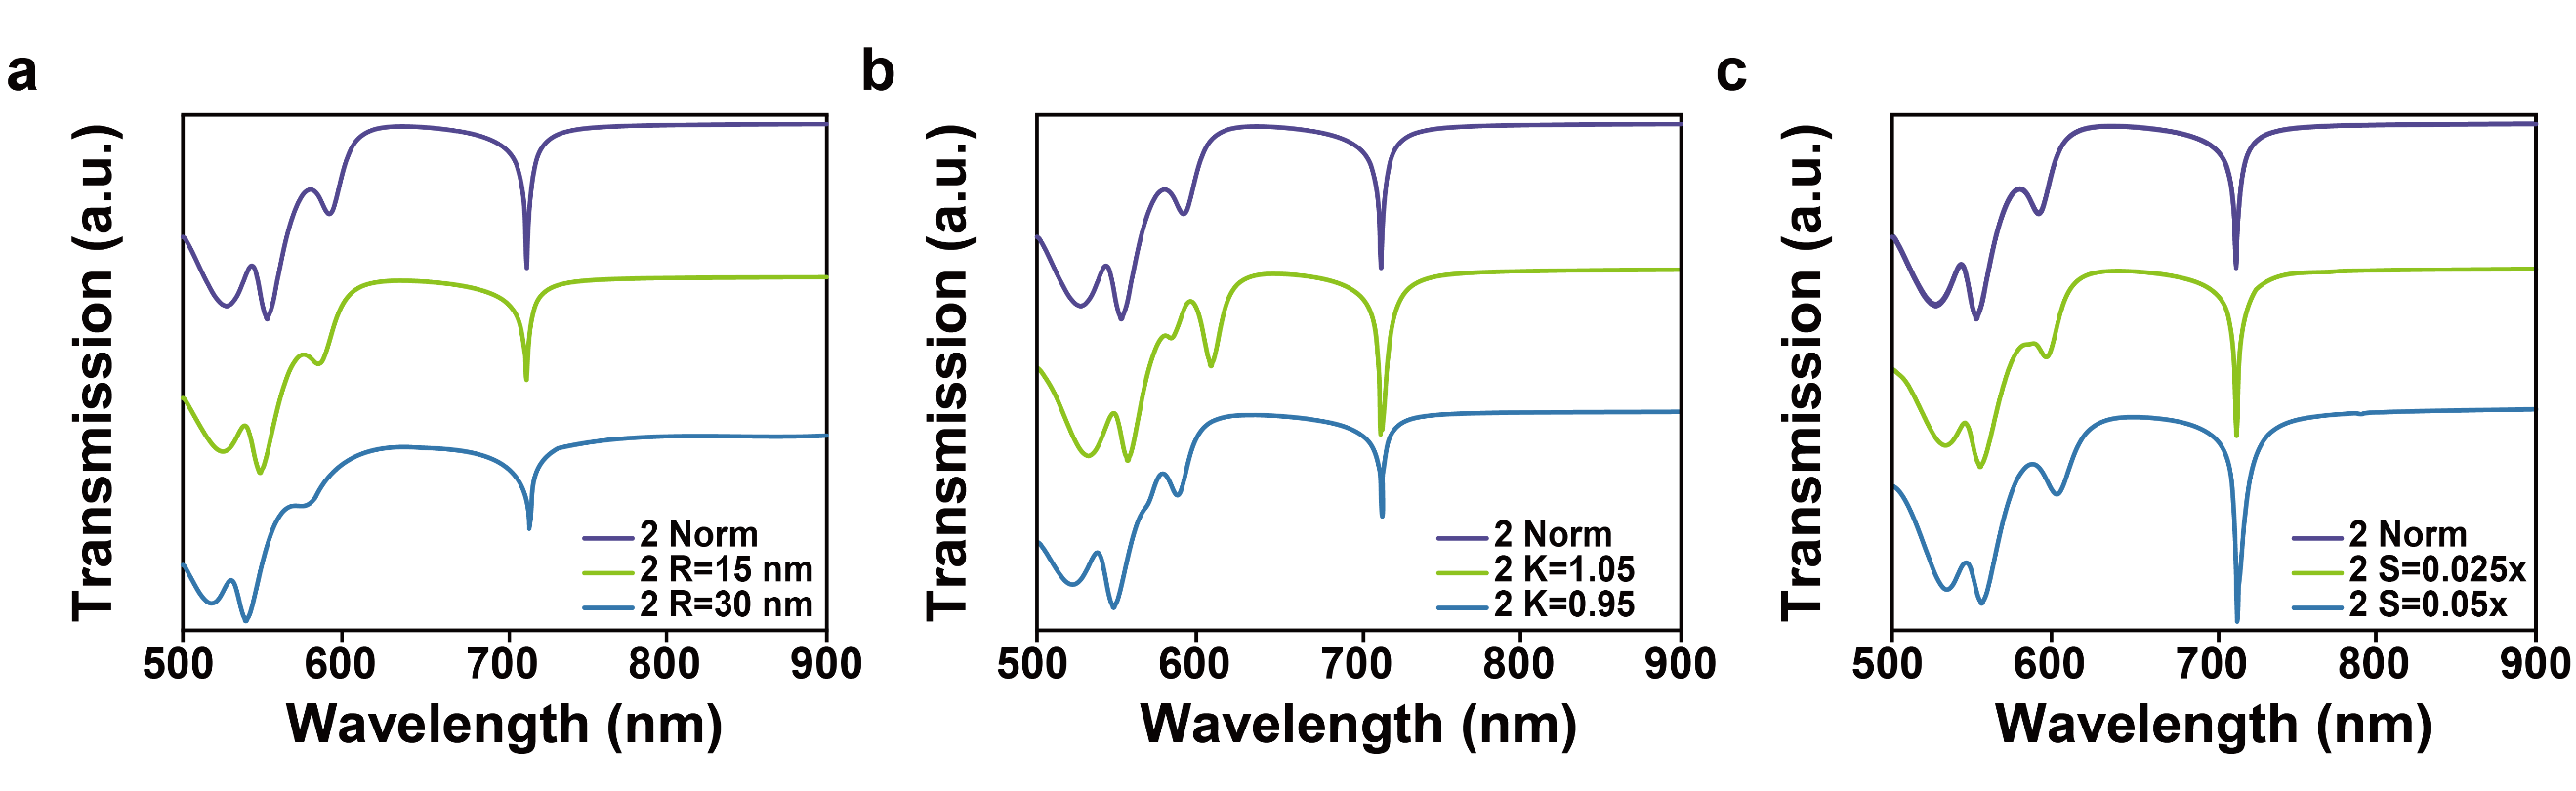 a
Transmission (a.u.)
2 Norm
2 R=15 nm
2 R=30 nm
500 600 700 800 900
Wavelength (nm)
b
Transmission (a.u.)
2 Norm
2 K=1.05
2 K=0.95
500 600 700 800 900
Wavelength (nm)
c
Transmission (a.u.)
2 Norm
2 S=0.025x
2 S=0.05x
500 600 700 800 900
Wavelength (nm)